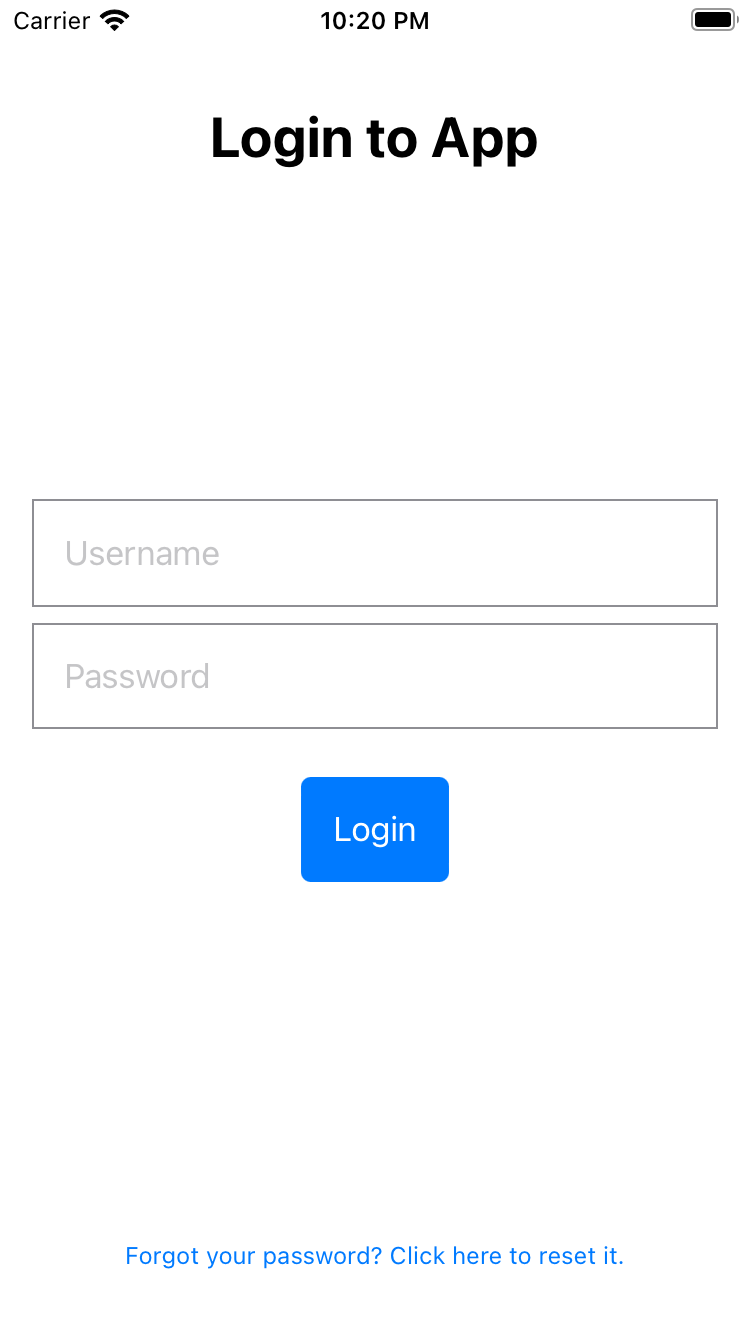 Carrier 10:20 PM
Login to App
Username
Password
Login
Forgot your password? Click here to reset it.